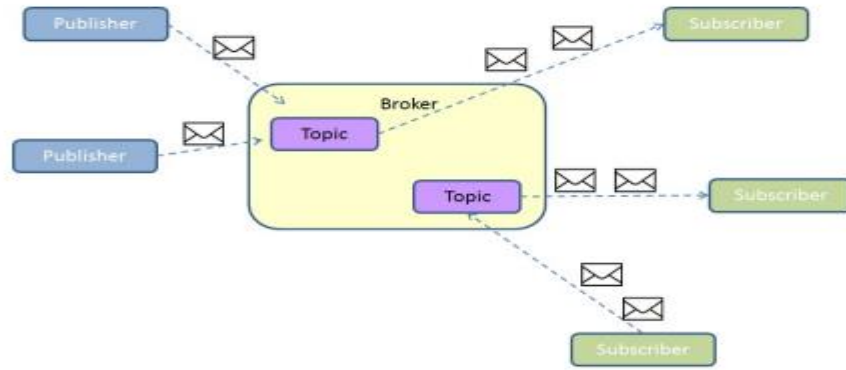 Publisher
Subscriber
Broker
Topic
Publisher
Topic
Subscriber
Subscriber